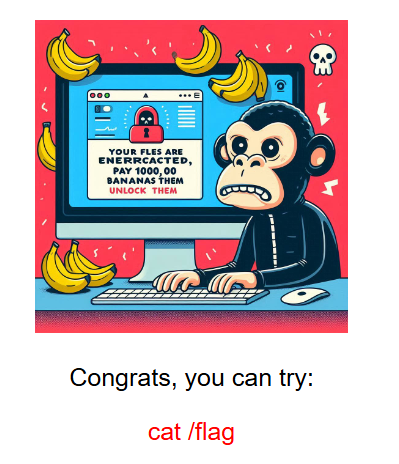 YOUR FLES ARE
ENERRCACTED,
PAY 1000,00
BANANAS THEM
UNLOCK THEM
Congrats, you can try:
cat /flag